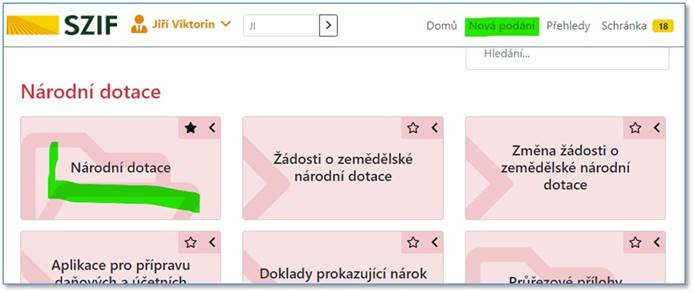 SZIF Jiří Viktorin JI Domů Nová podání Přehledy Schránka 18
Hledání...
Národní dotace
Národní dotace
Žádosti o zemědělské
národní dotace
Změna žádosti o
zemědělské národní
dotace
Aplikace pro přípravu
daňových a účetních
Doklady prokazující nárok
Průřezové přílohy